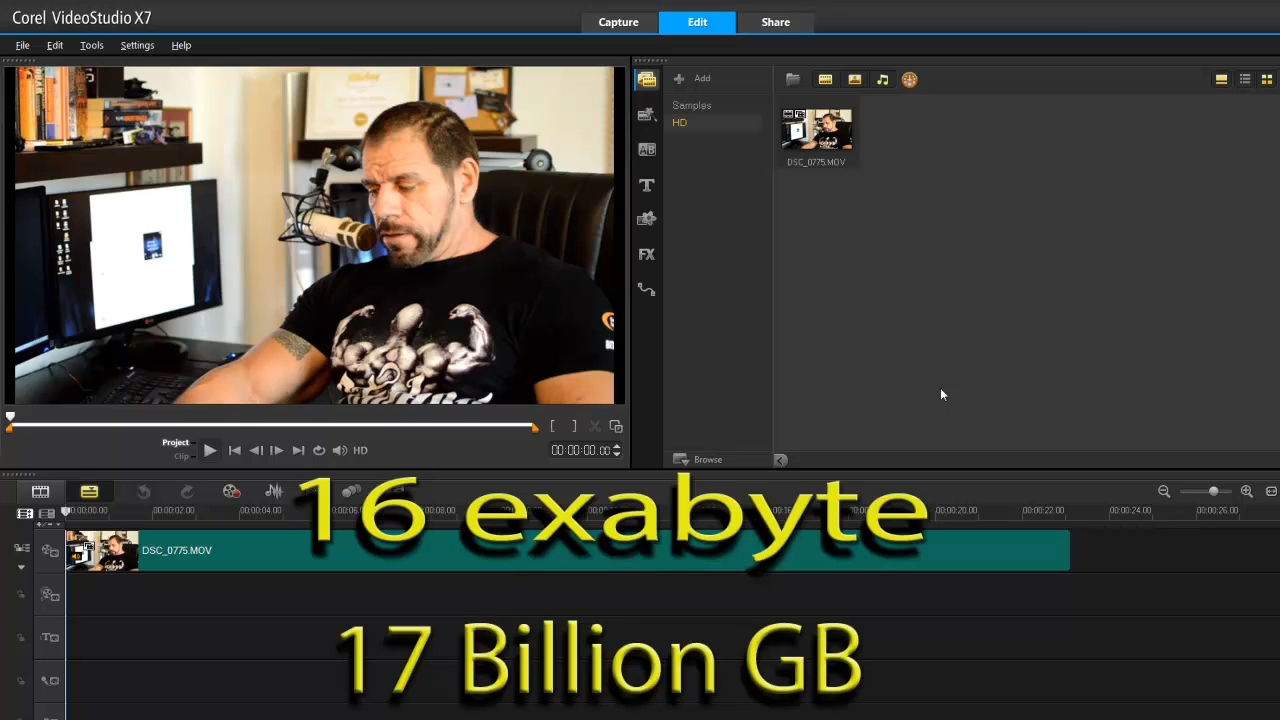 Corel VideoStudio X7
Capture Edit Share
File Edit Tools Settings Help
Add
Samples
HD
DSC_0775.MOV
Project
Clip
HD
00:00:00.00
Browse
00:00:00.00 00:00:02.00 00:00:04.00 00:00:20.00 00:00:22.00 00:00:24.00 00:00:26.00
DSC_0775.MOV
16 exabyte
17 Billion GB